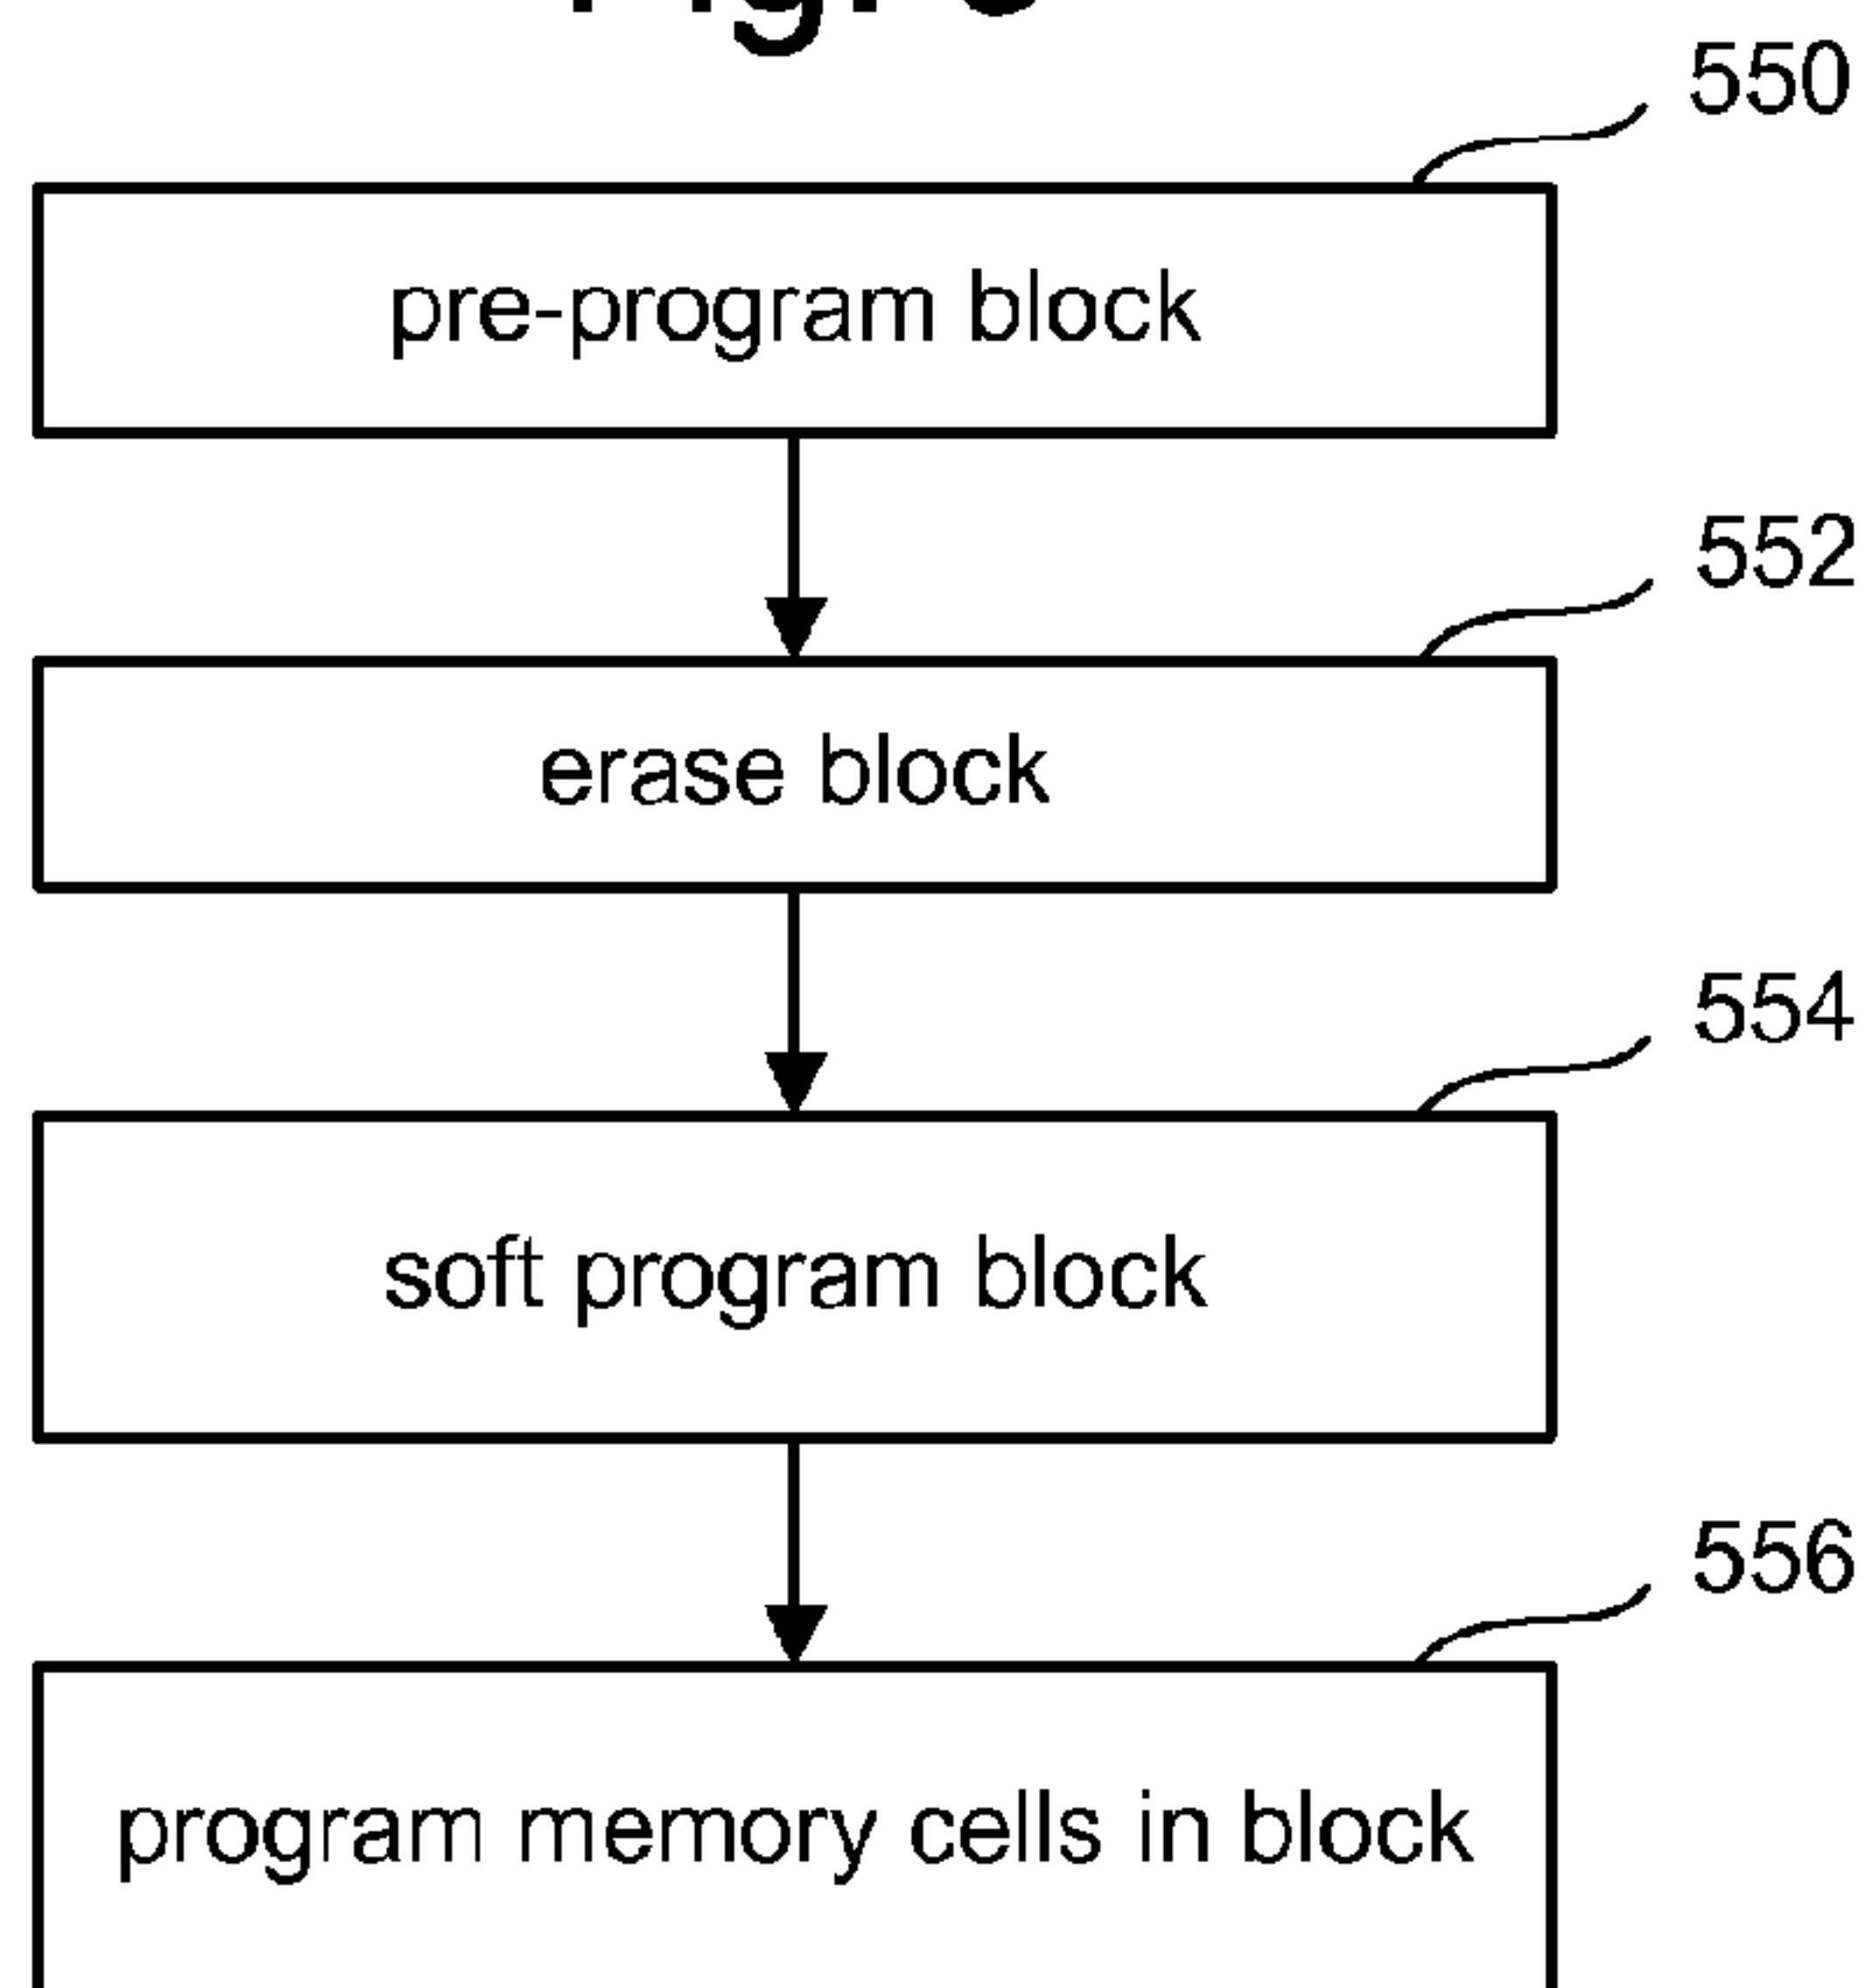 550
pre-program block
552
erase block
554
soft program block
556
program memory cells in block